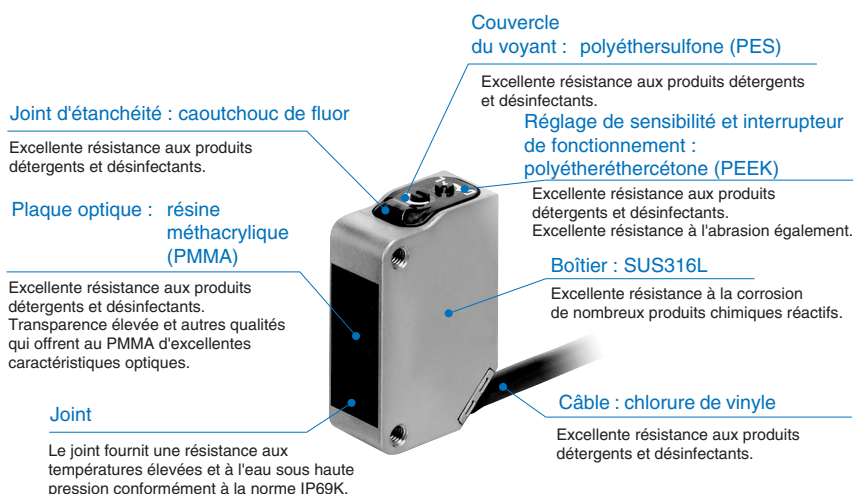 Couvercle
du voyant : polyéthersulfone (PES)
Excellente résistance aux produits détergents
et désinfectants.
Joint d'étanchéité : caoutchouc de fluor
Excellente résistance aux produits
détergents et désinfectants.
Réglage de sensibilité et interrupteur
de fonctionnement :
polyétheréthercétone (PEEK)
Excellente résistance aux produits
détergents et désinfectants.
Excellente résistance à l'abrasion également.
Plaque optique : résine
méthacrylique
(PMMA)
Excellente résistance aux produits
détergents et désinfectants.
Transparence élevée et autres qualités
qui offrent au PMMA d'excellentes
caractéristiques optiques.
Boîtier : SUS316L
Excellente résistance à la corrosion
de nombreux produits chimiques réactifs.
Joint
Le joint fournit une résistance aux
températures élevées et à l'eau sous haute
pression conformément à la norme IP69K.
Câble : chlorure de vinyle
Excellente résistance aux produits
détergents et désinfectants.